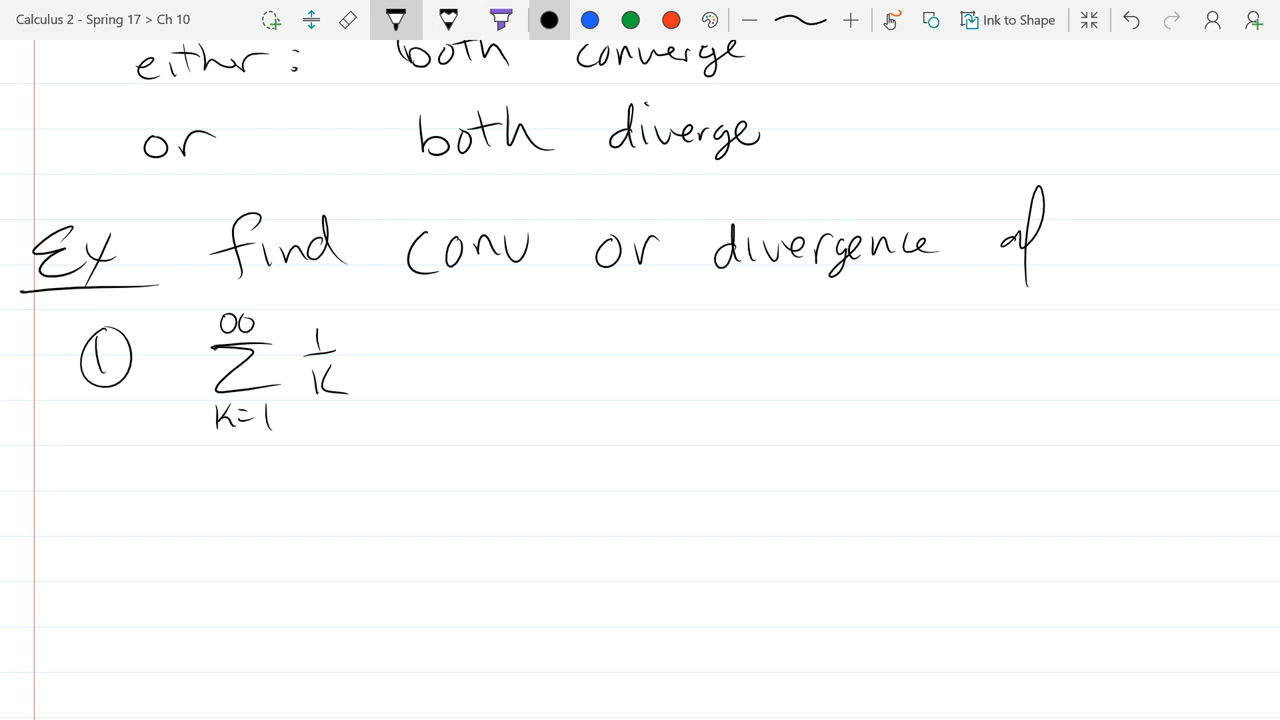 Calculus 2 - Spring 17 > Ch 10 Ink to Shape
either: both converge
or both diverge
Ex find conv or divergence of
① ∞
∑ 1/K
K=1